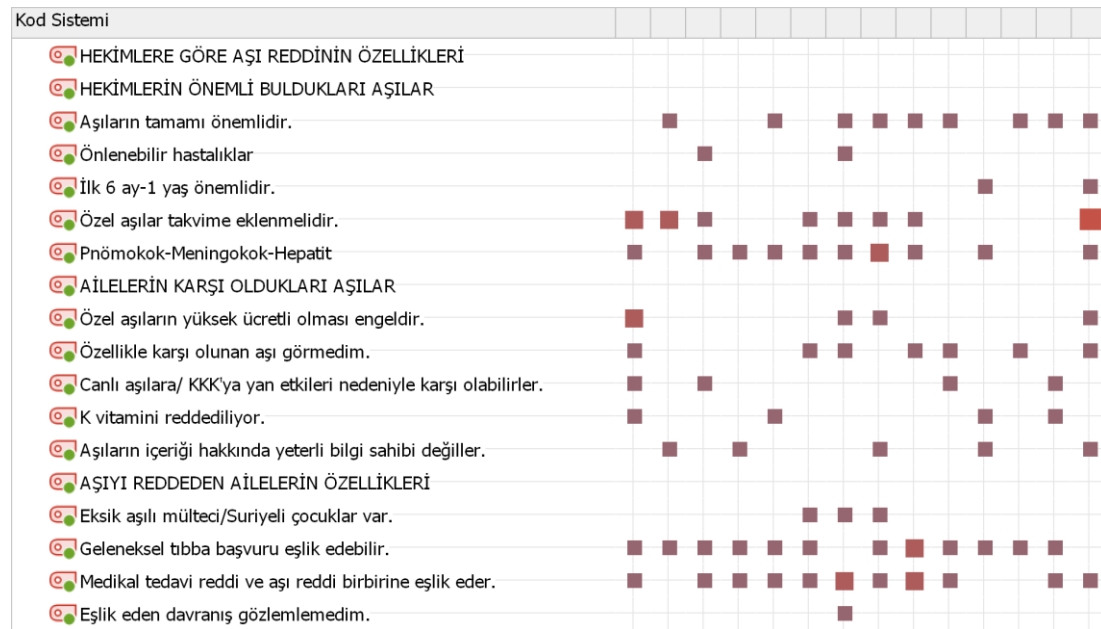 Kod Sistemi
HEKİMLERE GÖRE AŞI REDDİNİN ÖZELLİKLERİ
HEKİMLERİN ÖNEMLİ BULDUKLARI AŞILAR
Aşıların tamamı önemlidir.
Önlenebilir hastalıklar
İlk 6 ay-1 yaş önemlidir.
Özel aşılar takvime eklenmelidir.
Pnömokok-Meningokok-Hepatit
AİLELERİN KARŞI OLDUKLARI AŞILAR
Özel aşıların yüksek ücretli olması engeldir.
Özellikle karşı olunan aşı görmedim.
Canlı aşılara/ KKK'ya yan etkileri nedeniyle karşı olabilirler.
K vitamini reddediliyor.
Aşıların içeriği hakkında yeterli bilgi sahibi değiller.
AŞIYI REDDEDEN AİLELERİN ÖZELLİKLERİ
Eksik aşılı mülteci/Suriyeli çocuklar var.
Geleneksel tıbba başvuru eşlik edebilir.
Medikal tedavi reddi ve aşı reddi birbirine eşlik eder.
Eşlik eden davranış gözlemlemedim.